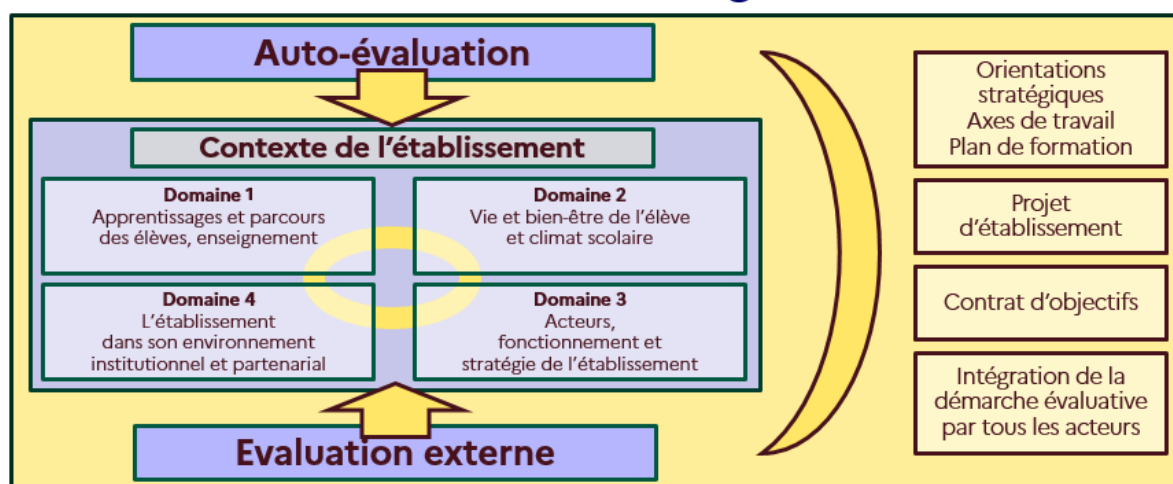 Auto-évaluation
Contexte de l'établissement
Domaine 1
Apprentissages et parcours
des élèves, enseignement
Domaine 2
Vie et bien-être de l'élève
et climat scolaire
Domaine 4
L'établissement
dans son environnement
institutionnel et partenarial
Domaine 3
Acteurs,
fonctionnement et
stratégie de l'établissement
Evaluation externe
Orientations
stratégiques
Axes de travail
Plan de formation
Projet
d'établissement
Contrat d'objectifs
Intégration de la
démarche évaluative
par tous les acteurs